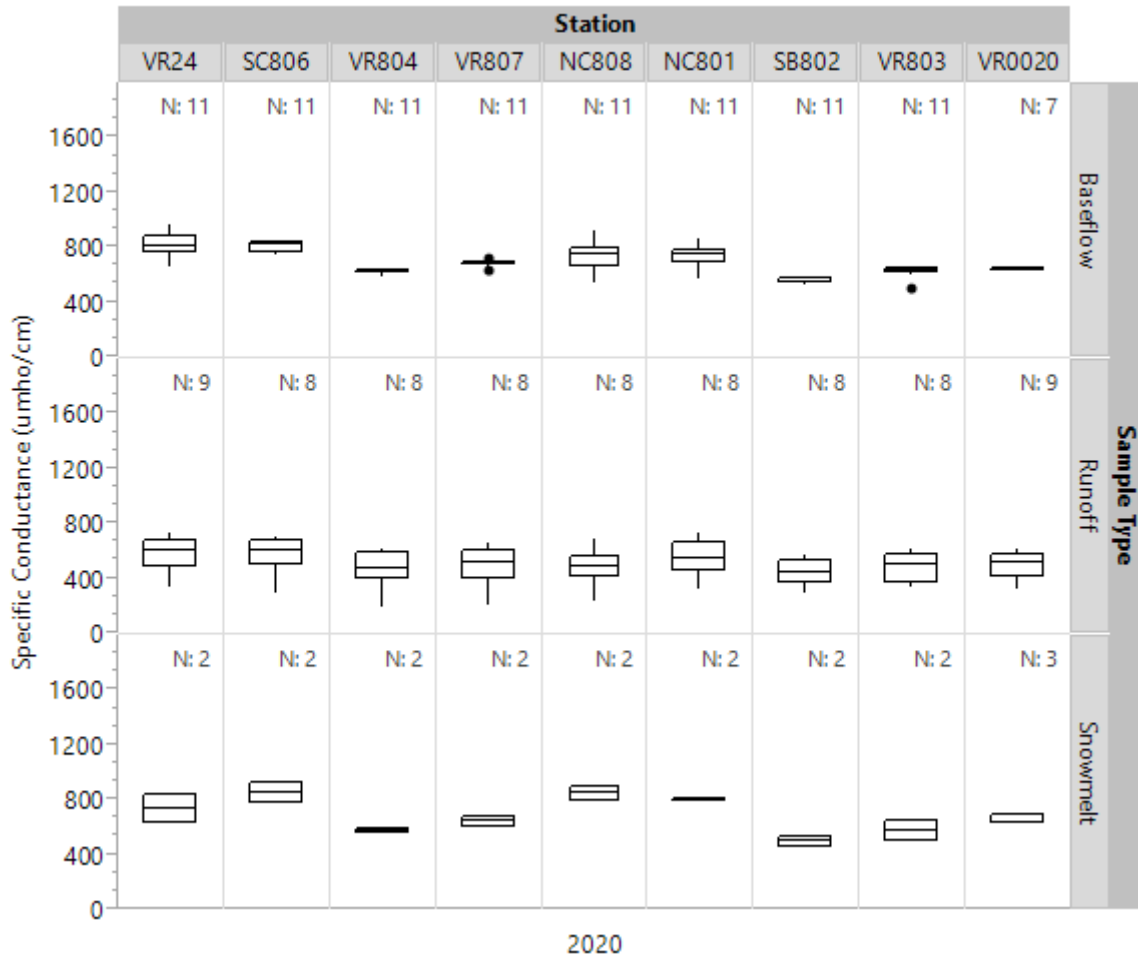 Station
VR24 SC806 VR804 VR807 NC808 NC801 SB802 VR803 VR0020
N: 11 N: 11 N: 11 N: 11 N: 11 N: 11 N: 11 N: 11 N: 7
1600
1200
800
400
0
Baseflow
N: 9 N: 8 N: 8 N: 8 N: 8 N: 8 N: 8 N: 8 N: 9
1600
1200
800
400
0
Runoff
N: 2 N: 2 N: 2 N: 2 N: 2 N: 2 N: 2 N: 2 N: 3
1600
1200
800
400
0
Snowmelt
Specific Conductance (umho/cm)
Sample Type
2020